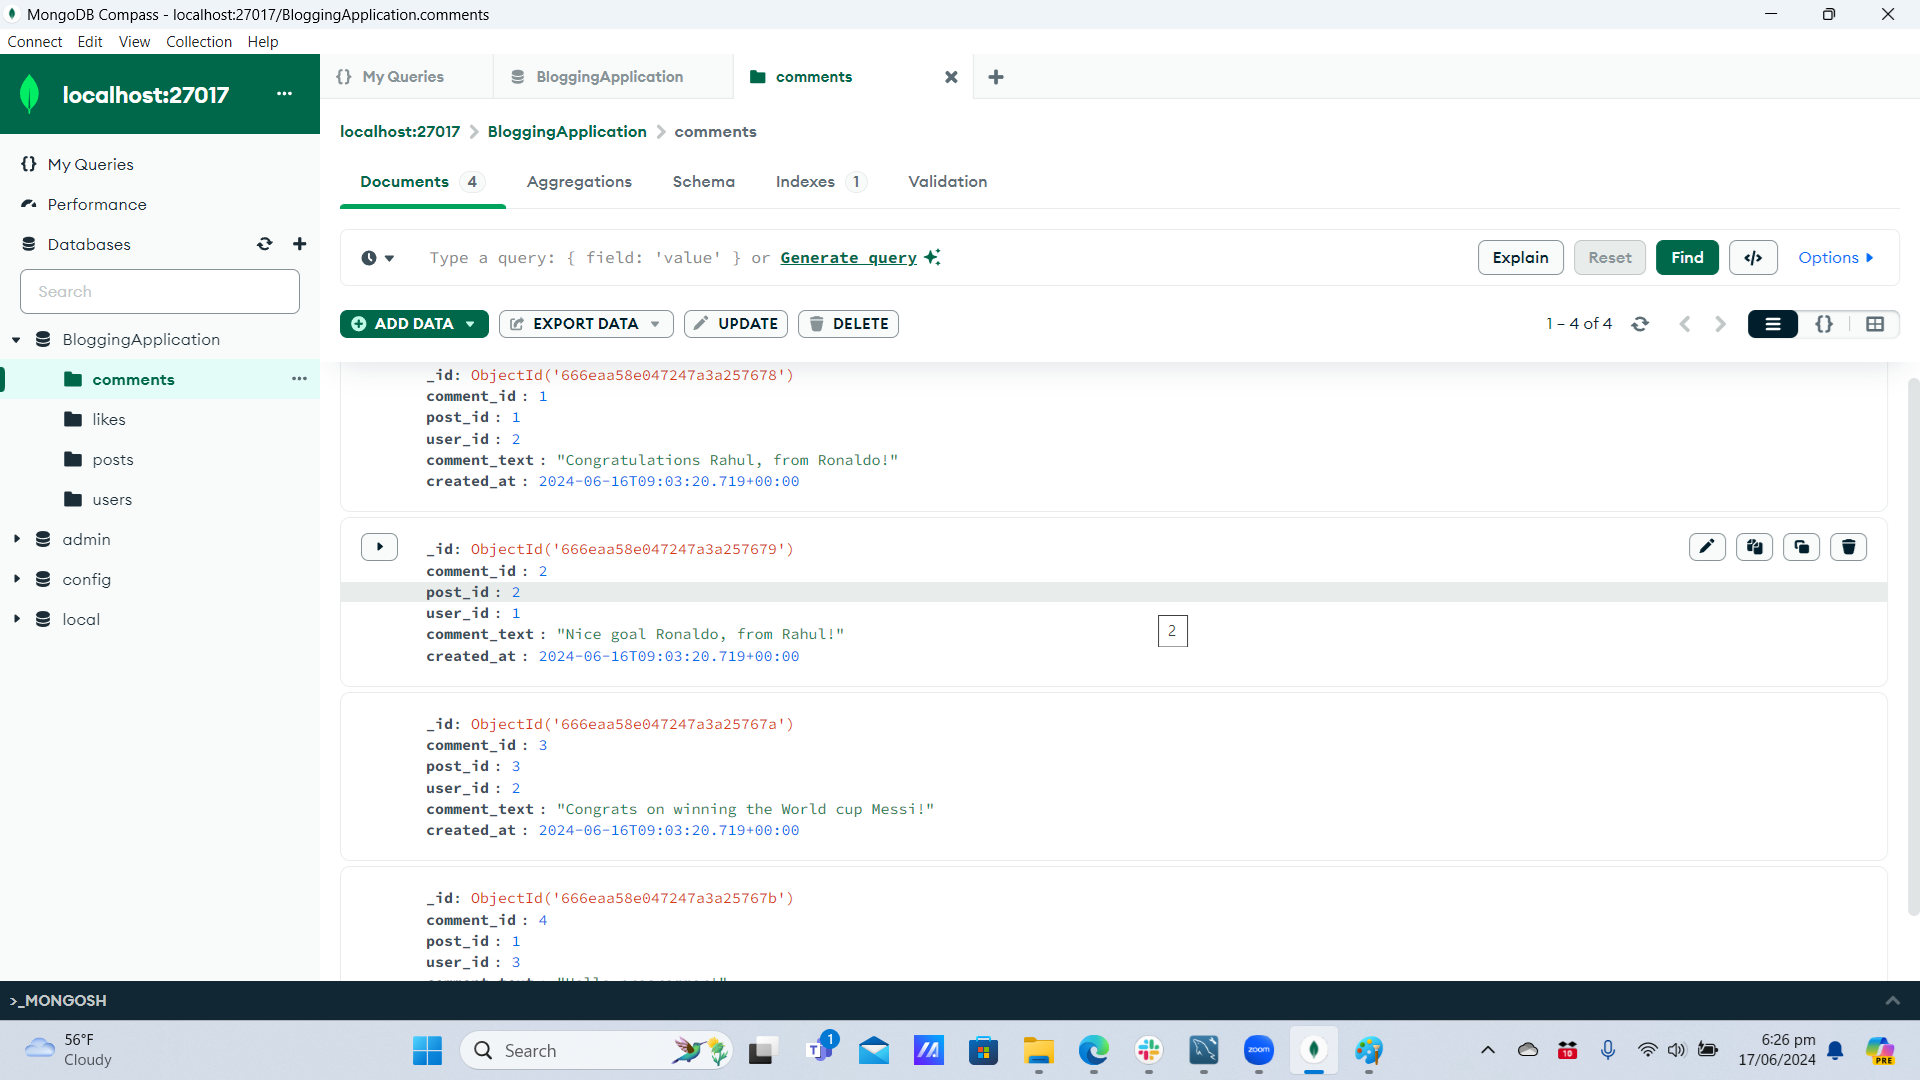 MongoDB Compass - localhost:27017/BloggingApplication.comments
Connect Edit View Collection Help
localhost:27017 ...
{} My Queries
Performance
Databases
Search
BloggingApplication
comments ...
likes
posts
users
admin
config
local
{} My Queries BloggingApplication comments
localhost:27017 > BloggingApplication > comments
Documents 4 Aggregations Schema Indexes 1 Validation
Type a query: { field: 'value' } or Generate query
Explain Reset Find </> Options
ADD DATA EXPORT DATA UPDATE DELETE
1 – 4 of 4 {}
_id: ObjectId('666eaa58e047247a3a257678')
comment_id : 1
post_id : 1
user_id : 2
comment_text : "Congratulations Rahul, from Ronaldo!"
created_at : 2024-06-16T09:03:20.719+00:00
_id: ObjectId('666eaa58e047247a3a257679')
comment_id : 2
post_id : 2
user_id : 1
2
comment_text : "Nice goal Ronaldo, from Rahul!"
created_at : 2024-06-16T09:03:20.719+00:00
_id: ObjectId('666eaa58e047247a3a25767a')
comment_id : 3
post_id : 3
user_id : 2
comment_text : "Congrats on winning the World cup Messi!"
created_at : 2024-06-16T09:03:20.719+00:00
_id: ObjectId('666eaa58e047247a3a25767b')
comment_id : 4
post_id : 1
user_id : 3
>_MONGOSH
56°F
Cloudy
Search
1
zoom
10
6:26 pm
17/06/2024
PRE